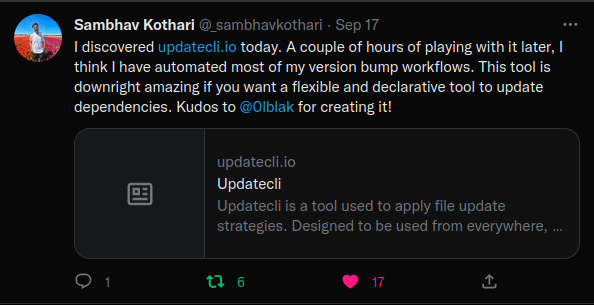 Sambhav Kothari @_sambhavkothari · Sep 17
I discovered updatecli.io today. A couple of hours of playing with it later, I
think I have automated most of my version bump workflows. This tool is
downright amazing if you want a flexible and declarative tool to update
dependencies. Kudos to @0lblak for creating it!
updatecli.io
Updatecli
Updatecli is a tool used to apply file update
strategies. Designed to be used from everywhere, ...
1 6 17